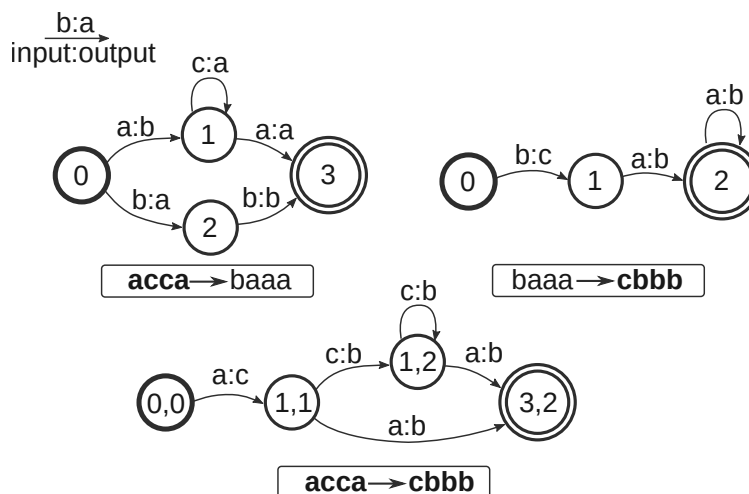 b:a
input:output
c:a
a:b
1
a:a
0
3
b:a
2
b:b
acca→baaa
a:b
0
b:c
1
a:b
2
baaa→cbbb
c:b
c:b
1,2
a:b
a:c
0,0
1,1
3,2
a:b
acca→cbbb